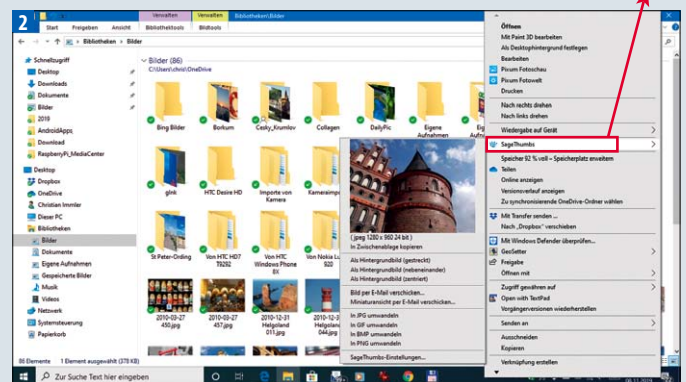 2
Verwalten
Verwalten
Bibliotheken\Bilder
Start
Freigeben
Ansicht
Bibliothektools
Bildtools
Bibliotheken > Bilder
Schnellzugriff
Desktop
Downloads
Dokumente
Bilder
2019
AndroidApps
Download
RaspberryPi_MediaCenter
Desktop
Dropbox
OneDrive
Christian Immler
Dieser PC
Bibliotheken
Bilder
Dokumente
Eigene Aufnahmen
Gespeicherte Bilder
Musik
Videos
Netzwerk
Systemsteuerung
Papierkorb
Bilder (86)
C:\Users\chris\OneDrive
Bing Bilder
Borkum
Cesky_Krumlov
Collagen
DailyPic
Eigene
Aufnahmen
glnk
HTC Desire HD
Importe von
Kamera
Kameraimpo
St Peter-Ording
Von HTC HD7
T9292
Von HTC
Windows Phone
8X
Von Nokia Lu
920
2010-03-27
450.jpg
2010-03-27
457.jpg
2010-12-31
Helgoland
011.jpg
2010-12-31
Helgolan
044.jpg
86 Elemente
1 Element ausgewählt (378 KB)
(jpeg 1280 x 960 24 bit )
In Zwischenablage kopieren
Als Hintergrundbild (gestreckt)
Als Hintergrundbild (nebeneinander)
Als Hintergrundbild (zentriert)
Bild per E-Mail verschicken...
Miniaturansicht per E-Mail verschicken...
In JPG umwandeln
In GIF umwandeln
In BMP umwandeln
In PNG umwandeln
SageThumbs-Einstellungen...
Öffnen
Mit Paint 3D bearbeiten
Als Desktophintergrund festlegen
Bearbeiten
Pixum Fotoschau
Pixum Fotowelt
Drucken
Nach rechts drehen
Nach links drehen
Wiedergabe auf Gerät
SageThumbs
Speicher 92 % voll – Speicherplatz erweitern
Teilen
Online anzeigen
Versionsverlauf anzeigen
Zu synchronisierende OneDrive-Ordner wählen
Mit Transfer senden ...
Nach „Dropbox“ verschieben
Mit Windows Defender überprüfen...
GeoSetter
Freigabe
Öffnen mit
Zugriff gewähren auf
Open with TextPad
Vorgängerversionen wiederherstellen
Senden an
Ausschneiden
Kopieren
Verknüpfung erstellen
Zur Suche Text hier eingeben